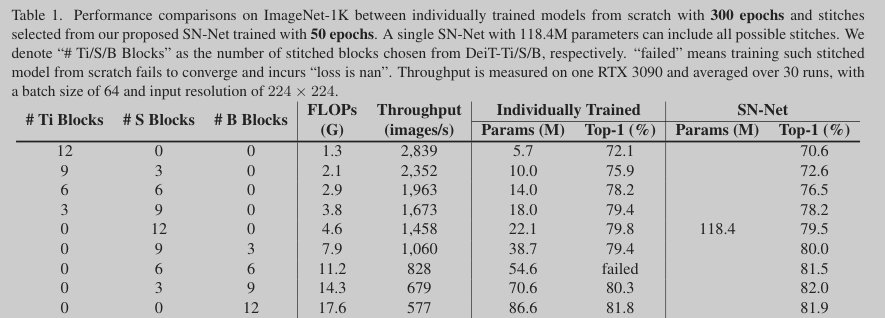 Table 1. Performance comparisons on ImageNet-1K between individually trained models from scratch with 300 epochs and stitches
selected from our proposed SN-Net trained with 50 epochs. A single SN-Net with 118.4M parameters can include all possible stitches. We
denote “# Ti/S/B Blocks” as the number of stitched blocks chosen from DeiT-Ti/S/B, respectively. “failed” means training such stitched
model from scratch fails to converge and incurs “loss is nan”. Throughput is measured on one RTX 3090 and averaged over 30 runs, with
a batch size of 64 and input resolution of 224 × 224.
# Ti Blocks # S Blocks # B Blocks FLOPs (G) Throughput (images/s) Individually Trained SN-Net
Params (M) Top-1 (%) Params (M) Top-1 (%)
12 0 0 1.3 2,839 5.7 72.1 70.6
9 3 0 2.1 2,352 10.0 75.9 72.6
6 6 0 2.9 1,963 14.0 78.2 76.5
3 9 0 3.8 1,673 18.0 79.4 78.2
0 12 0 4.6 1,458 22.1 79.8 118.4 79.5
0 9 3 7.9 1,060 38.7 79.4 80.0
0 6 6 11.2 828 54.6 failed 81.5
0 3 9 14.3 679 70.6 80.3 82.0
0 0 12 17.6 577 86.6 81.8 81.9